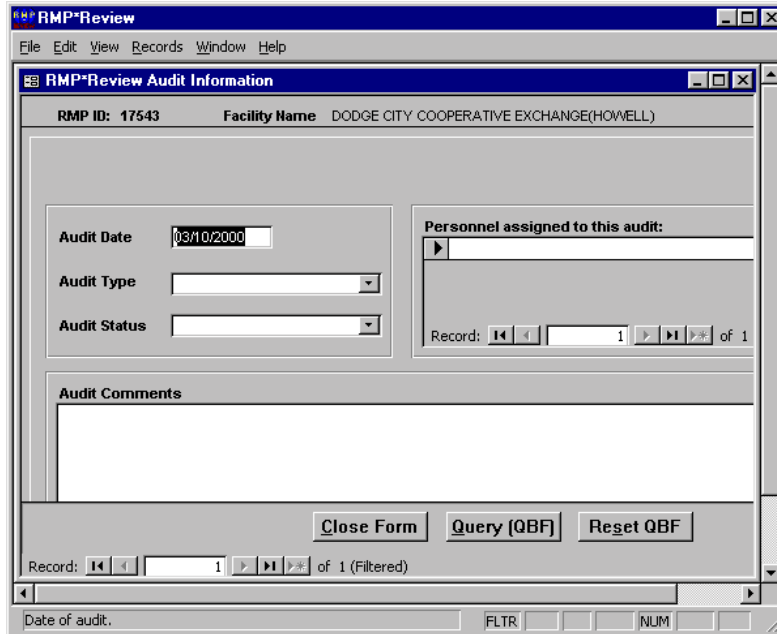 RMP*Review
File Edit View Records Window Help
RMP*Review Audit Information
RMP ID: 17543 Facility Name DODGE CITY COOPERATIVE EXCHANGE(HOWELL)
Audit Date 03/10/2000
Personnel assigned to this audit:
Audit Type
Audit Status
Record: 1 of 1
Audit Comments
Close Form Query (QBF) Reset QBF
Record: 1 of 1 (Filtered)
Date of audit. FLTR NUM